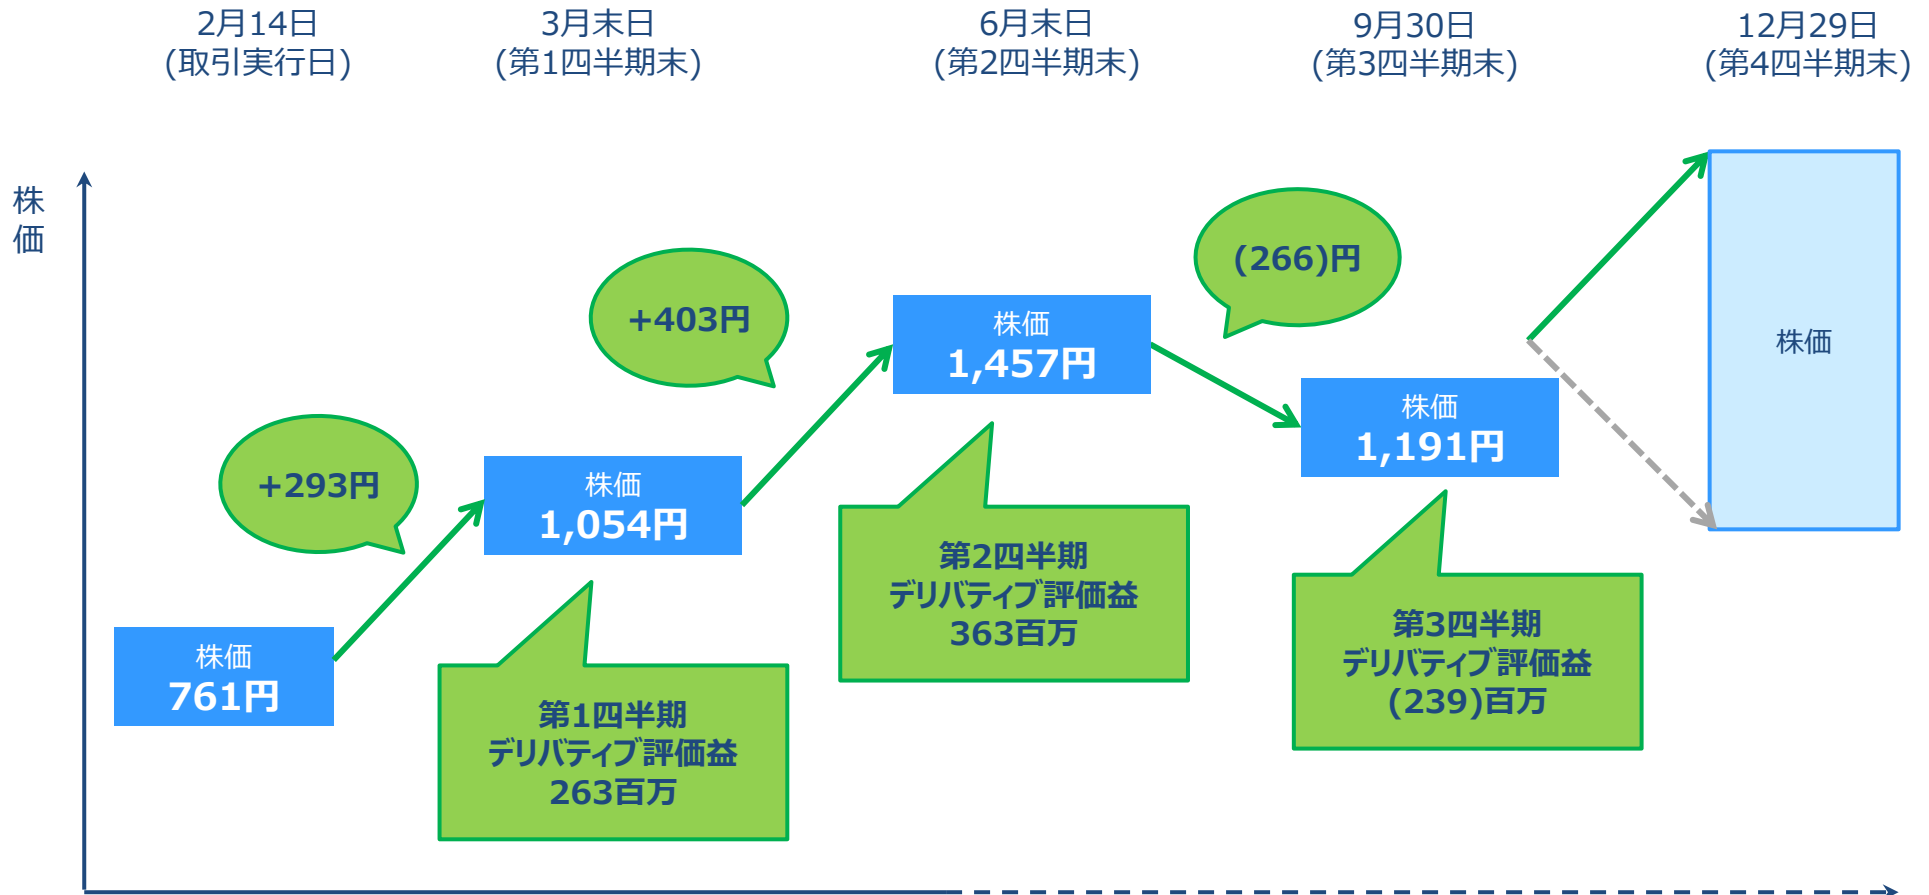 2月14日
(取引実行日)
3月末日
(第1四半期末)
6月末日
(第2四半期末)
9月30日
(第3四半期末)
12月29日
(第4四半期末)
株
価
+293円
+403円
(266)円
株価
761円
株価
1,054円
株価
1,457円
株価
1,191円
株価
第1四半期
デリバティブ評価益
263百万
第2四半期
デリバティブ評価益
363百万
第3四半期
デリバティブ評価益
(239)百万